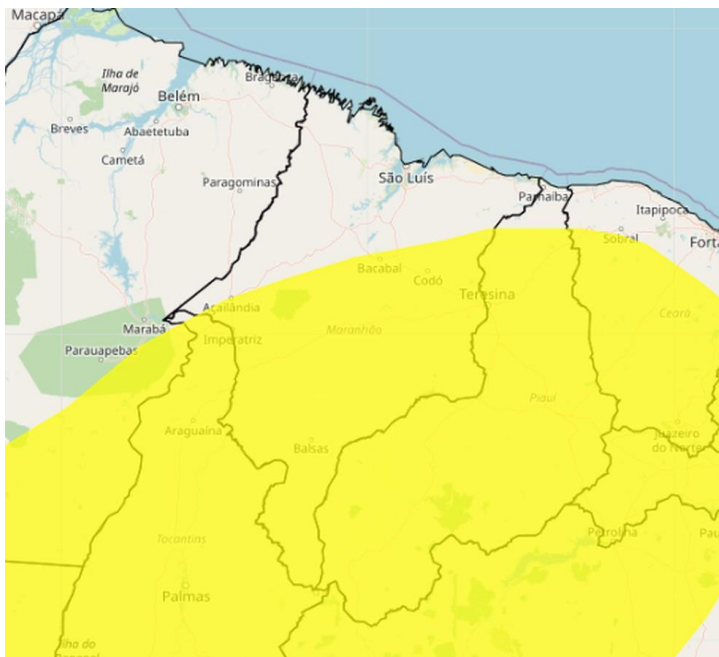 Macapá
Ilha de
Marajó
Bragança
Belém
Breves
Abaetetuba
Cametá
Paragominas
São Luís
Parnaíba
Itapipoca
Sobral
Forta
Bacabal
Codó
Teresina
Açailândia
Ceará
Marabá
Maranhão
Imperatriz
Parauapebas
Piauí
Araguaína
Juazeiro
do Norte
Balsas
Petrolina
Pau
Tocantins
Palmas
Ilha do